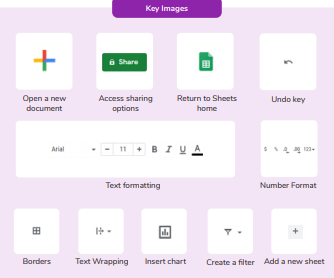 Key Images
Share
Open a new document
Access sharing options
Return to Sheets home
Undo key
Arial - 11 + B I U A
$ % .0 .00 123
Text formatting
Number Format
Borders
Text Wrapping
Insert chart
Create a filter
Add a new sheet